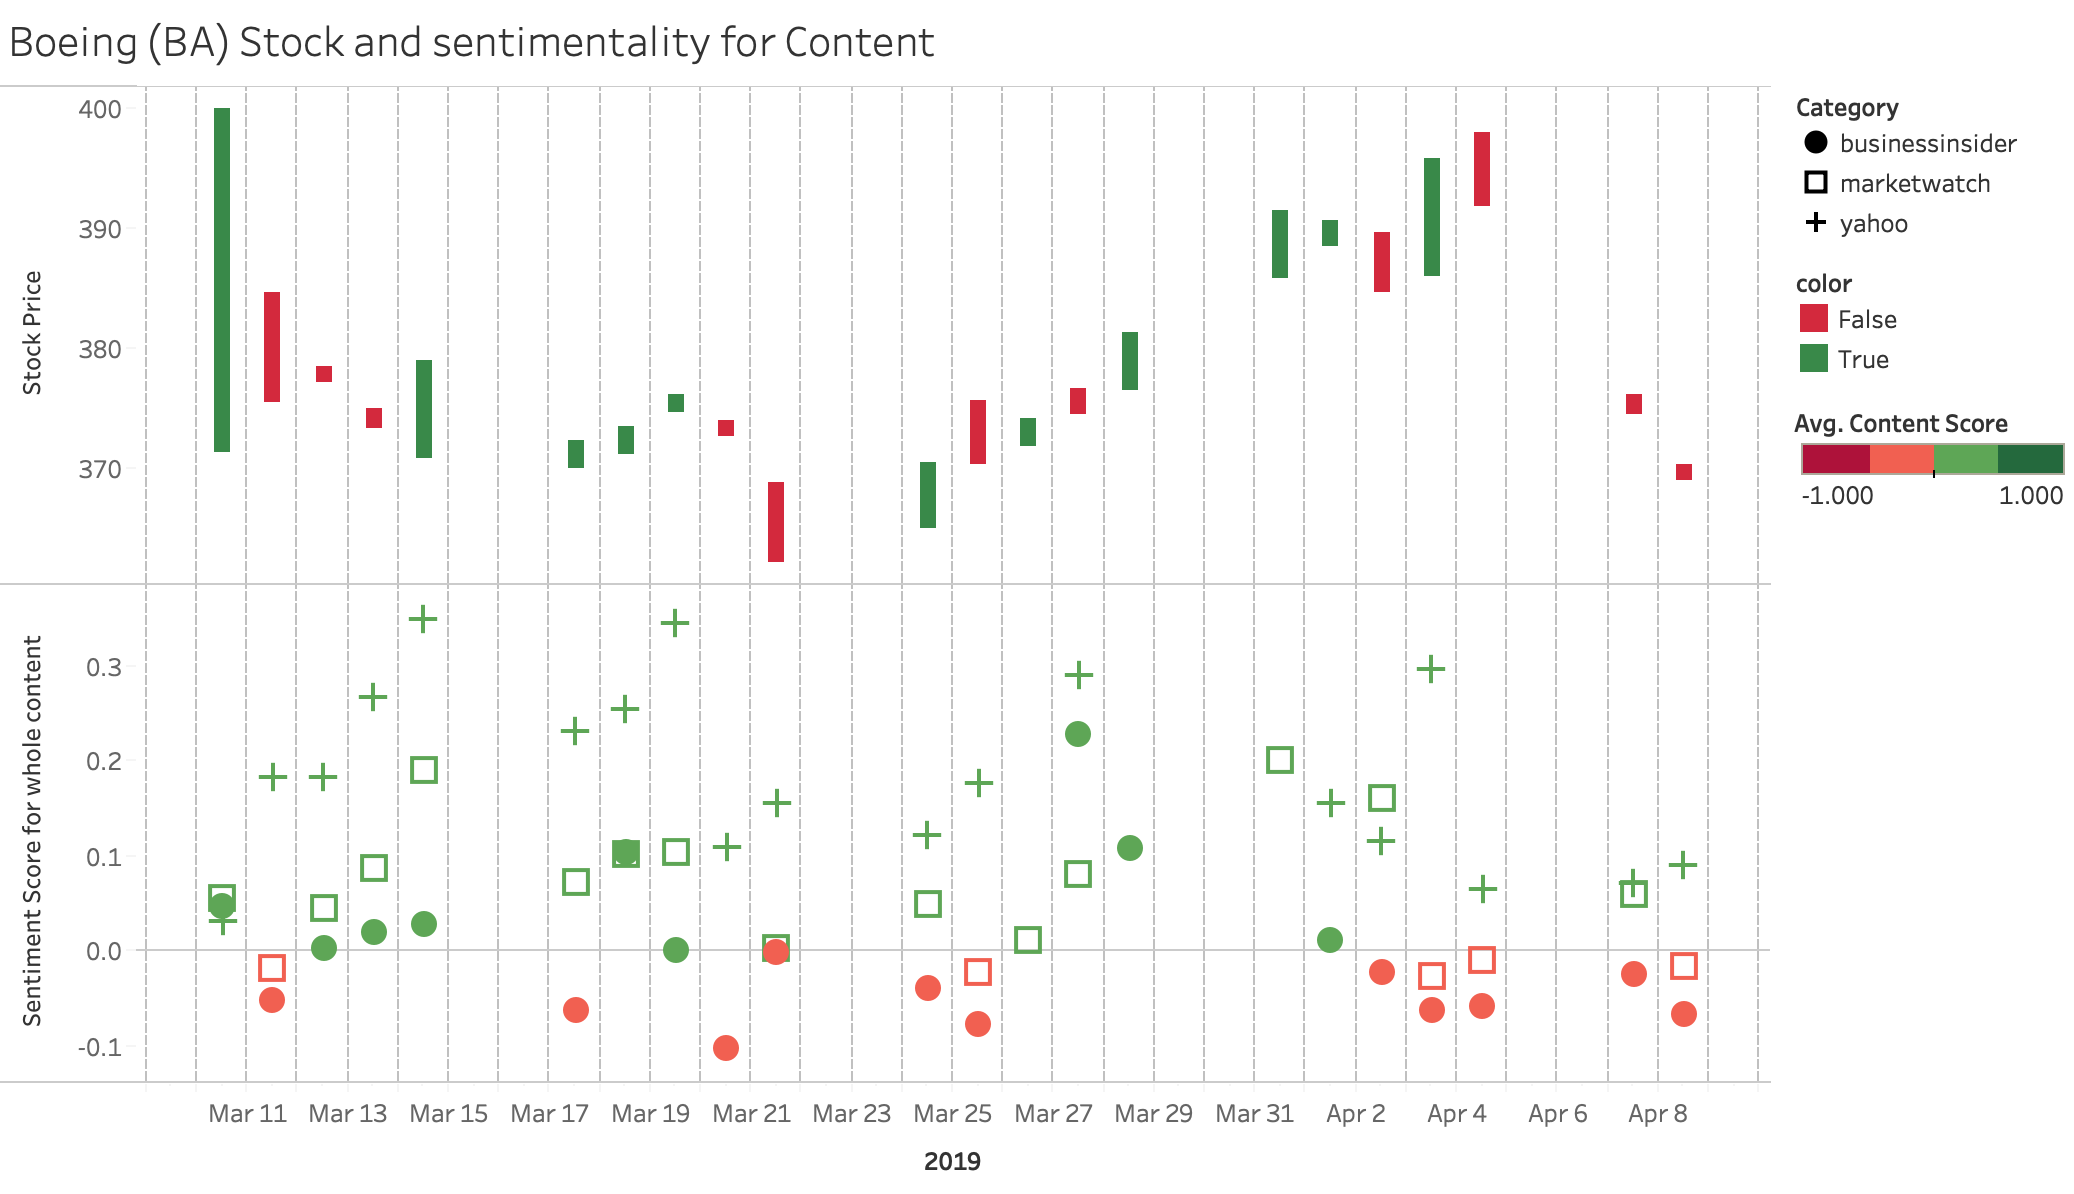 Boeing (BA) Stock and sentimentality for Content
Stock Price
400
390
380
370
Sentiment Score for whole content
0.3
0.2
0.1
0.0
-0.1
Mar 11 Mar 13 Mar 15 Mar 17 Mar 19 Mar 21 Mar 23 Mar 25 Mar 27 Mar 29 Mar 31 Apr 2 Apr 4 Apr 6 Apr 8
2019
Category
businessinsider
marketwatch
yahoo
color
False
True
Avg. Content Score
-1.000 1.000